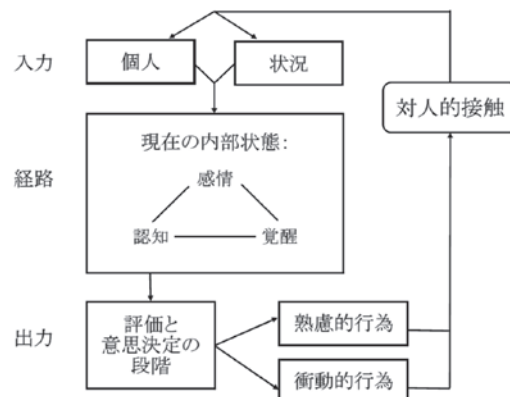 入力
個人
状況
対人的接触
経路
現在の内部状態:
感情
認知
覚醒
出力
評価と
意思決定の
段階
熟慮的行為
衝動的行為